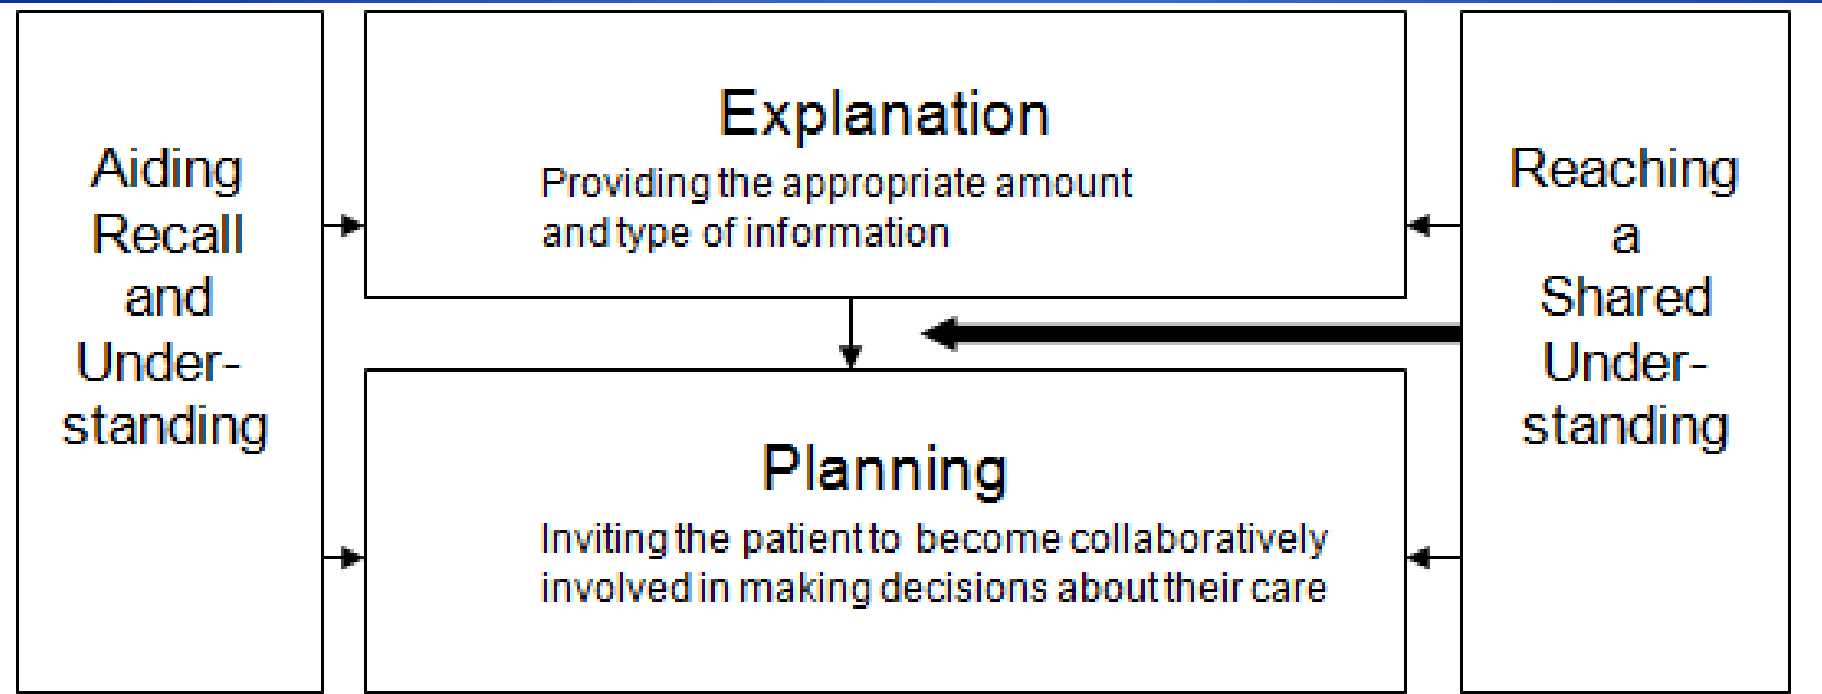 Aiding
Recall
and
Under-
standing
Explanation
Providing the appropriate amount
and type of information
Planning
Inviting the patient to become collaboratively
involved in making decisions about their care
Reaching
a
Shared
Under-
standing